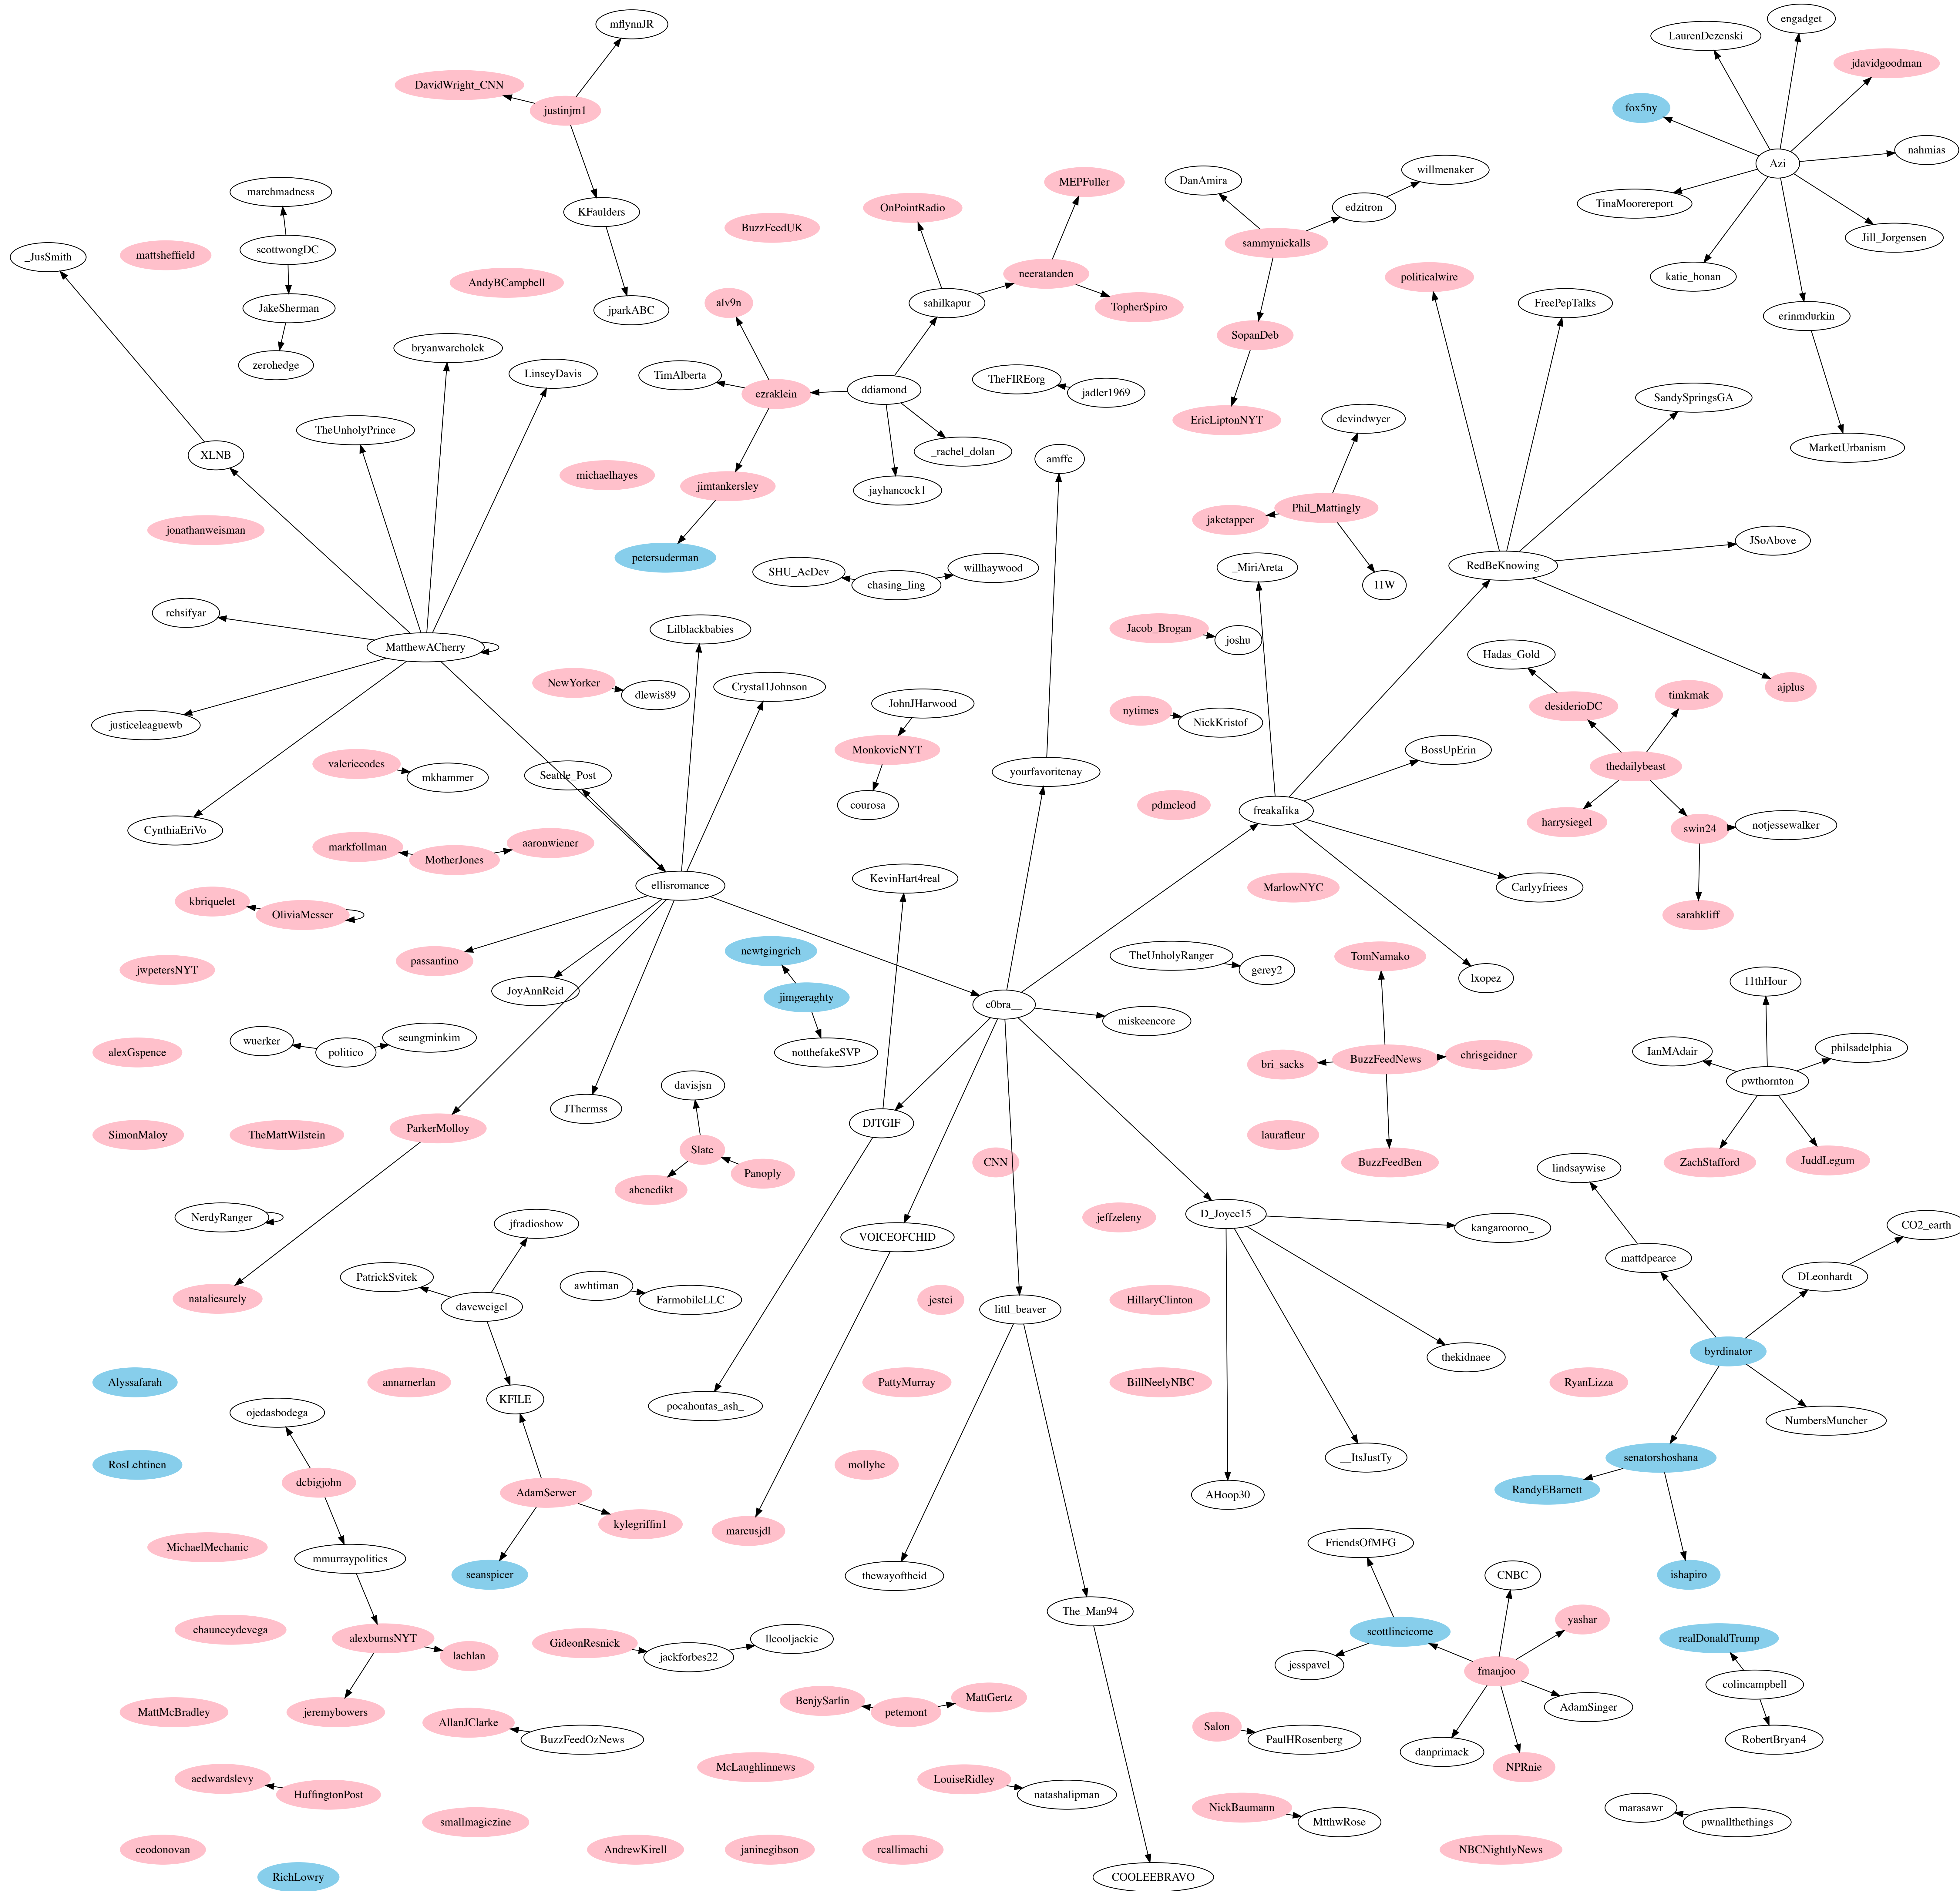 engadget
mflynnJR
LaurenDezenski
jdavidgoodman
DavidWright_CNN
fox5ny
justinjm1
nahmias
Azi
willmenaker
DanAmira
MEPFuller
marchmadness
TinaMoorereport
OnPointRadio
edzitron
KFaulders
BuzzFeedUK
Jill_Jorgensen
sammynickalls
scottwongDC
mattsheffield
_JusSmith
neeratanden
katie_honan
politicalwire
AndyBCampbell
sahilkapur
alv9n
FreePepTalks
TopherSpiro
JakeSherman
jparkABC
erinmdurkin
SopanDeb
bryanwarcholek
zerohedge
LinseyDavis
TimAlberta
TheFIREorg
ddiamond
jadler1969
ezraklein
SandySpringsGA
devindwyer
EricLiptonNYT
TheUnholyPrince
MarketUrbanism
_rachel_dolan
XLNB
amffc
michaelhayes
jimtankersley
jayhancock1
Phil_Mattingly
jaketapper
jonathanweisman
JSoAbove
petersuderman
RedBeKnowing
_MiriAreta
willhaywood
SHU_AcDev
chasing_ling
11W
rehsifyar
Jacob_Brogan
Lilblackbabies
joshu
MatthewACherry
Hadas_Gold
NewYorker
Crystal1Johnson
ajplus
dlewis89
timkmak
JohnJHarwood
desiderioDC
nytimes
NickKristof
justiceleaguewb
MonkovicNYT
BossUpErin
valeriecodes
thedailybeast
yourfavoritenay
Seattle_Post
mkhammer
courosa
pdmcleod
freakaIika
harrysiegel
notjessewalker
swin24
CynthiaEriVo
aaronwiener
markfollman
MotherJones
KevinHart4real
ellisromance
MarlowNYC
Carlyyfriees
kbriquelet
OliviaMesser
sarahkliff
newtgingrich
TheUnholyRanger
TomNamako
passantino
jwpetersNYT
gerey2
lxopez
11thHour
JoyAnnReid
jimgeraghty
c0bra__
miskeencore
seungminkim
wuerker
philsadelphia
politico
alexGspence
notthefakeSVP
IanMAdair
chrisgeidner
BuzzFeedNews
bri_sacks
pwthornton
davisjsn
JThermss
DJTGIF
ParkerMolloy
SimonMaloy
TheMattWilstein
laurafleur
Slate
CNN
BuzzFeedBen
ZachStafford
JuddLegum
lindsaywise
Panoply
abenedikt
D_Joyce15
NerdyRanger
jeffzeleny
jfradioshow
CO2_earth
kangarooroo_
VOICEOFCHID
mattdpearce
PatrickSvitek
DLeonhardt
awhtiman
nataliesurely
FarmobileLLC
jestei
HillaryClinton
daveweigel
littl_beaver
byrdinator
thekidnaee
Alyssafarah
annamerlan
PattyMurray
BillNeelyNBC
RyanLizza
KFILE
pocahontas_ash_
ojedasbodega
NumbersMuncher
senatorshoshana
__ItsJustTy
RosLehtinen
mollyhc
dcbigjohn
RandyEBarnett
AdamSerwer
AHoop30
kylegriffin1
marcusjdl
FriendsOfMFG
MichaelMechanic
mmurraypolitics
seanspicer
thewayoftheid
CNBC
ishapiro
The_Man94
yashar
chaunceydevega
scottlincicome
alexburnsNYT
llcooljackie
realDonaldTrump
GideonResnick
lachlan
jackforbes22
jesspavel
fmanjoo
colincampbell
BenjySarlin
MattGertz
AdamSinger
MattMcBradley
jeremybowers
petemont
AllanJClarke
Salon
BuzzFeedOzNews
PaulHRosenberg
RobertBryan4
danprimack
McLaughlinnews
NPRnie
aedwardslevy
LouiseRidley
HuffingtonPost
natashalipman
NickBaumann
marasawr
smallmagiczine
MtthwRose
pwnallthethings
ceodonovan
AndrewKirell
janinegibson
rcallimachi
NBCNightlyNews
RichLowry
COOLEEBRAVO